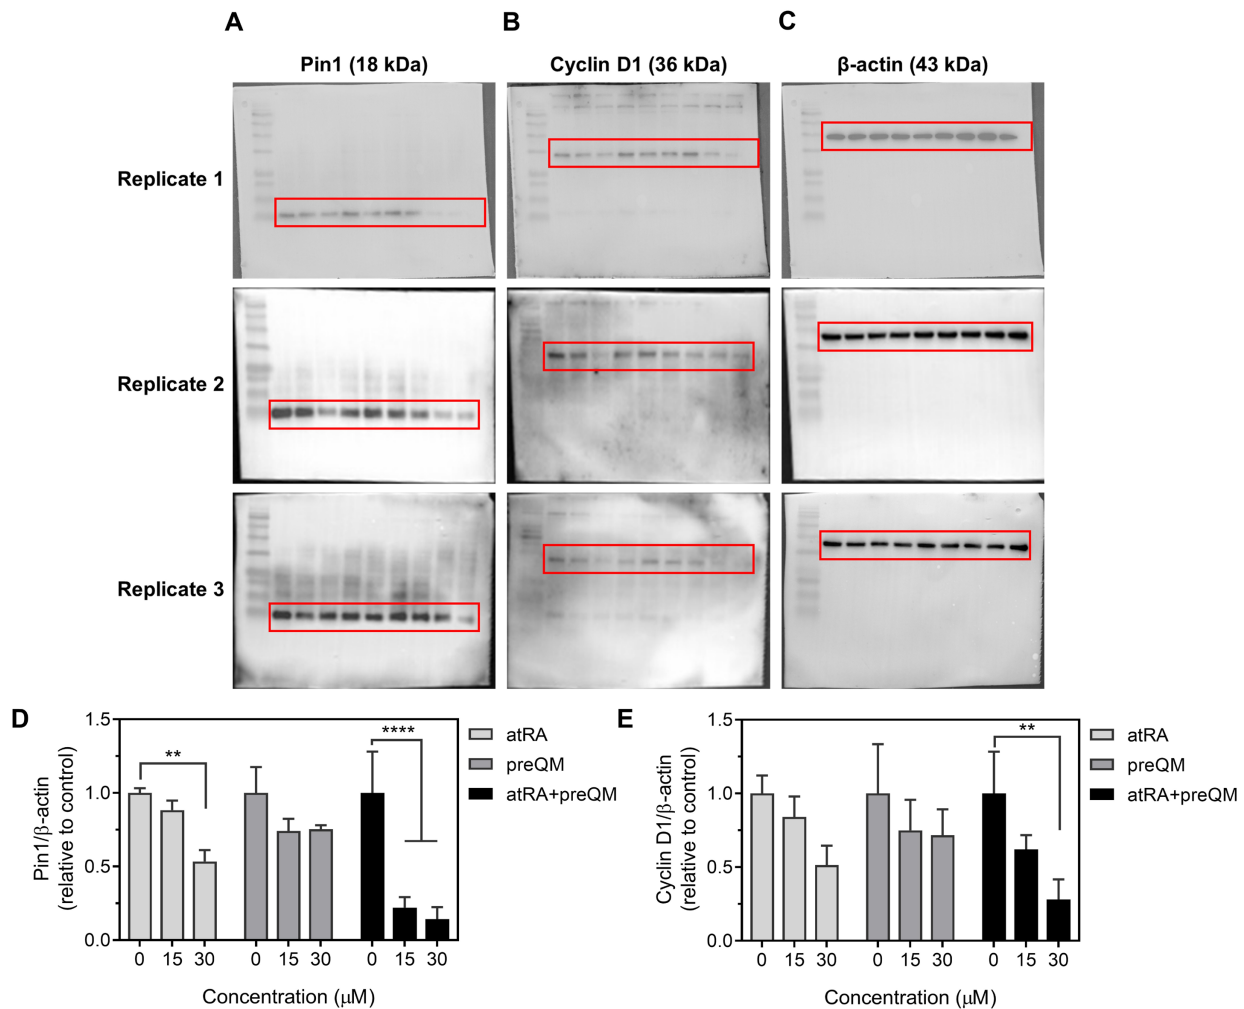 A
B
C
Pin1 (18 kDa)
Cyclin D1 (36 kDa)
β-actin (43 kDa)
Replicate 1
Replicate 2
Replicate 3
D
Pin1/β-actin
(relative to control)
1.5
1.0
0.5
0.0
**
****
0 15 30 0 15 30 0 15 30
Concentration (μM)
atRA
preQM
atRA+preQM
E
Cyclin D1/β-actin
(relative to control)
1.5
1.0
0.5
0.0
**
0 15 30 0 15 30 0 15 30
Concentration (μM)
atRA
preQM
atRA+preQM